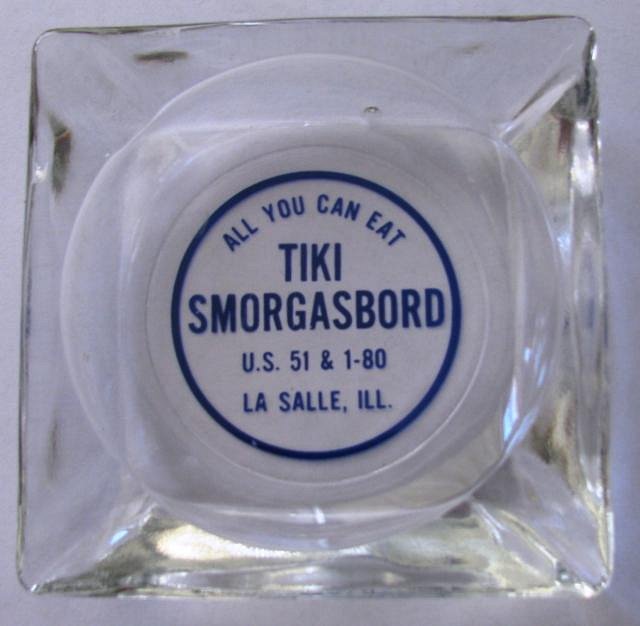 ALL YOU CAN EAT
TIKI
SMORGASBORD
U.S. 51 & 1-80
LA SALLE, ILL.